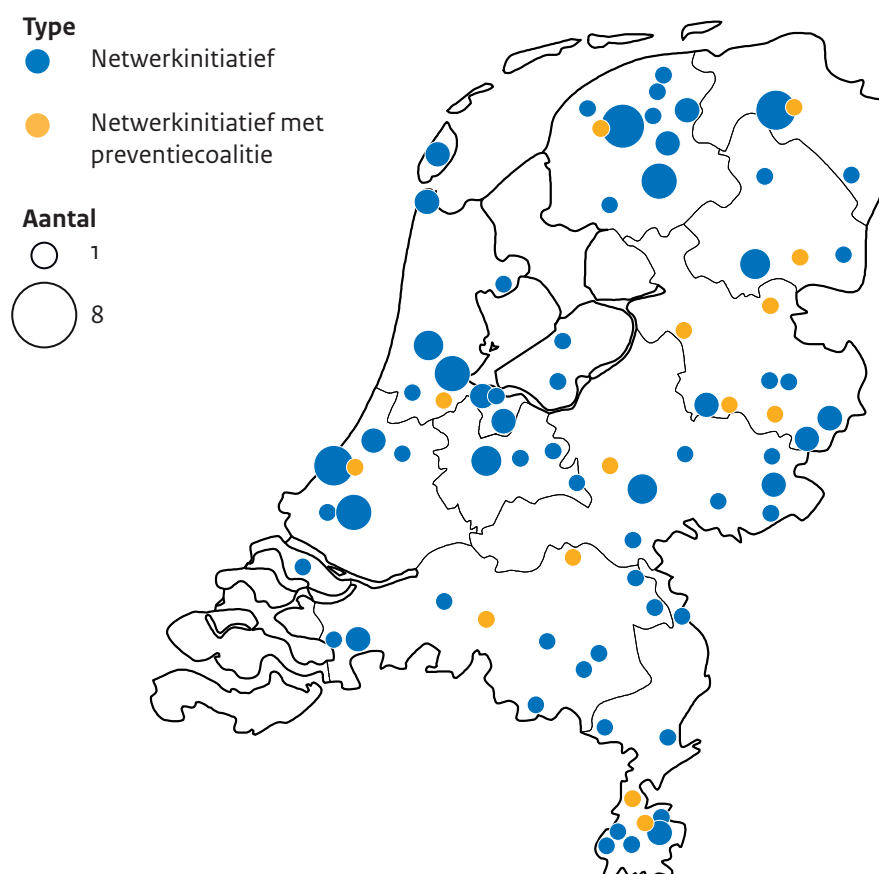 Type
Netwerkinitiatief
Netwerkinitiatief met
preventiecoalitie
Aantal
1
8